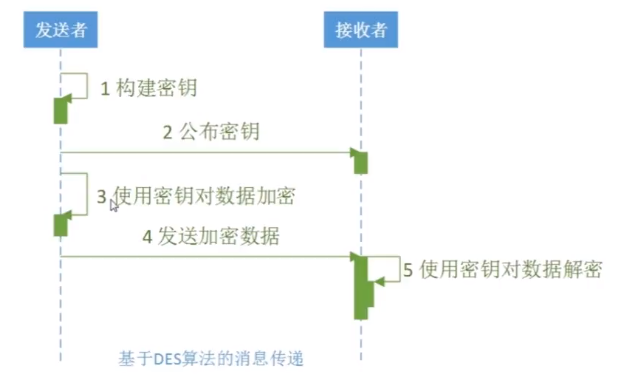 发送者
接收者
1 构建密钥
2 公布密钥
3 使用密钥对数据加密
4 发送加密数据
5 使用密钥对数据解密
基于DES算法的消息传递